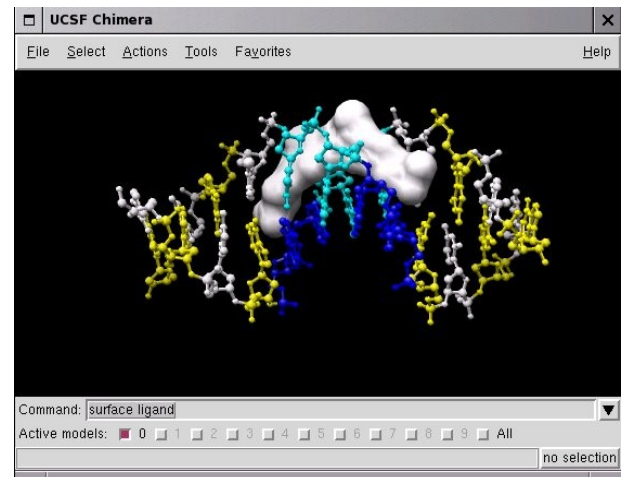 UCSF Chimera
File Select Actions Tools Favorites Help
Command: surface ligand
Active models: 0 1 2 3 4 5 6 7 8 9 All
no selection